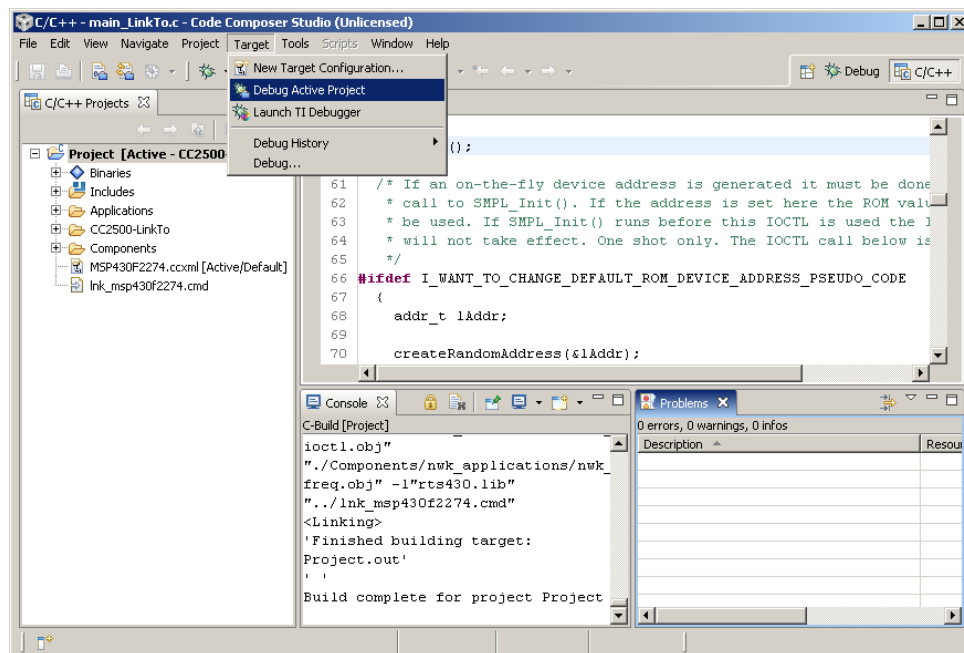 C/C++ - main_LinkTo.c - Code Composer Studio (Unlicensed)
File Edit View Navigate Project Target Tools Scripts Window Help
New Target Configuration...
Debug Active Project
Launch TI Debugger
Debug History
Debug...
Debug
C/C++
C/C++ Projects
Project [Active - CC2500-
Binaries
Includes
Applications
CC2500-LinkTo
Components
MSP430F2274.ccxml [Active/Default]
lnk_msp430f2274.cmd
();
61 /* If an on-the-fly device address is generated it must be done
62 * call to SMPL_Init(). If the address is set here the ROM valu
63 * be used. If SMPL_Init() runs before this IOCTL is used the I
64 * will not take effect. One shot only. The IOCTL call below is
65 */
66 #ifdef I_WANT_TO_CHANGE_DEFAULT_ROM_DEVICE_ADDRESS_PSEUDO_CODE
67 {
68 addr_t lAddr;
69
70 createRandomAddress(&lAddr);
Console
C-Build [Project]
ioctl.obj"
"./Components/nwk_applications/nwk_
freq.obj" -l"rts430.lib"
"../lnk_msp430f2274.cmd"
<Linking>
'Finished building target:
Project.out'
' '
Build complete for project Project
Problems
0 errors, 0 warnings, 0 infos
Description
Resou